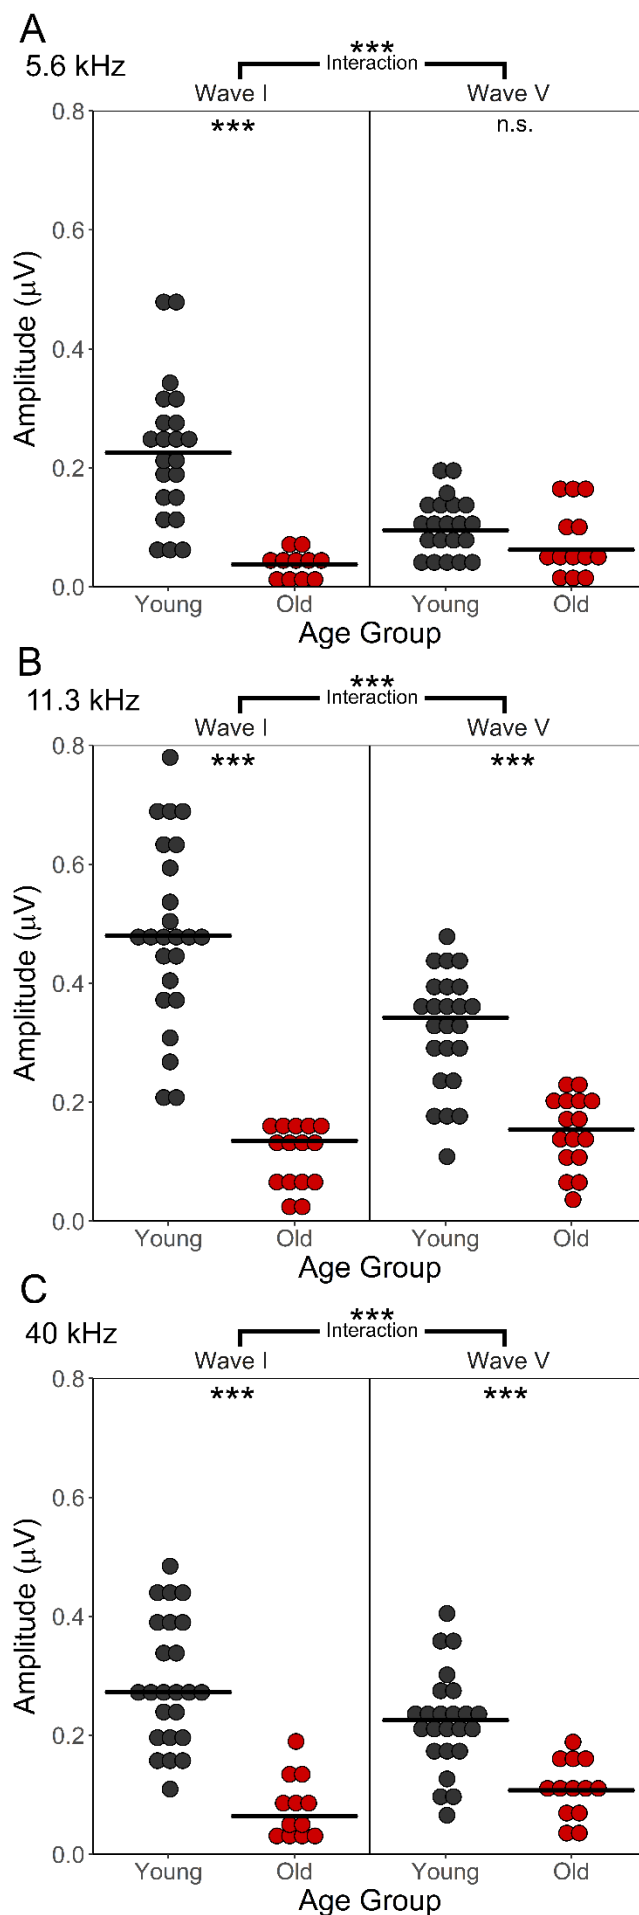 A
5.6 kHz
***
Interaction
Wave I Wave V
*** n.s.
0.8
0.6
0.4
0.2
0.0
Amplitude (μV)
Young Old Young Old
Age Group
B
11.3 kHz
***
Interaction
Wave I Wave V
*** ***
0.8
0.6
0.4
0.2
0.0
Amplitude (μV)
Young Old Young Old
Age Group
C
40 kHz
***
Interaction
Wave I Wave V
*** ***
0.8
0.6
0.4
0.2
0.0
Amplitude (μV)
Young Old Young Old
Age Group